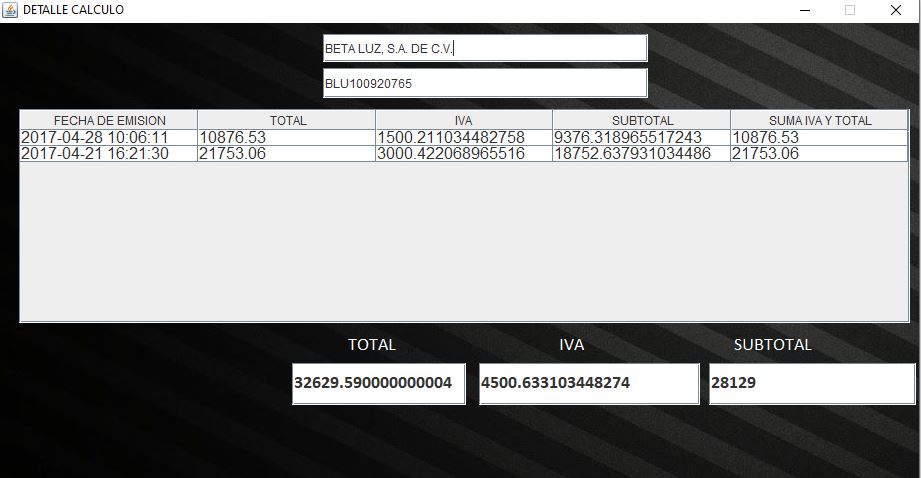 DETALLE CALCULO
BETA LUZ, S.A. DE C.V.
BLU100920765
FECHA DE EMISION TOTAL IVA SUBTOTAL SUMA IVA Y TOTAL
2017-04-28 10:06:11 10876.53 1500.211034482758 9376.318965517243 10876.53
2017-04-21 16:21:30 21753.06 3000.422068965516 18752.637931034486 21753.06
TOTAL IVA SUBTOTAL
32629.590000000004 4500.633103448274 28129